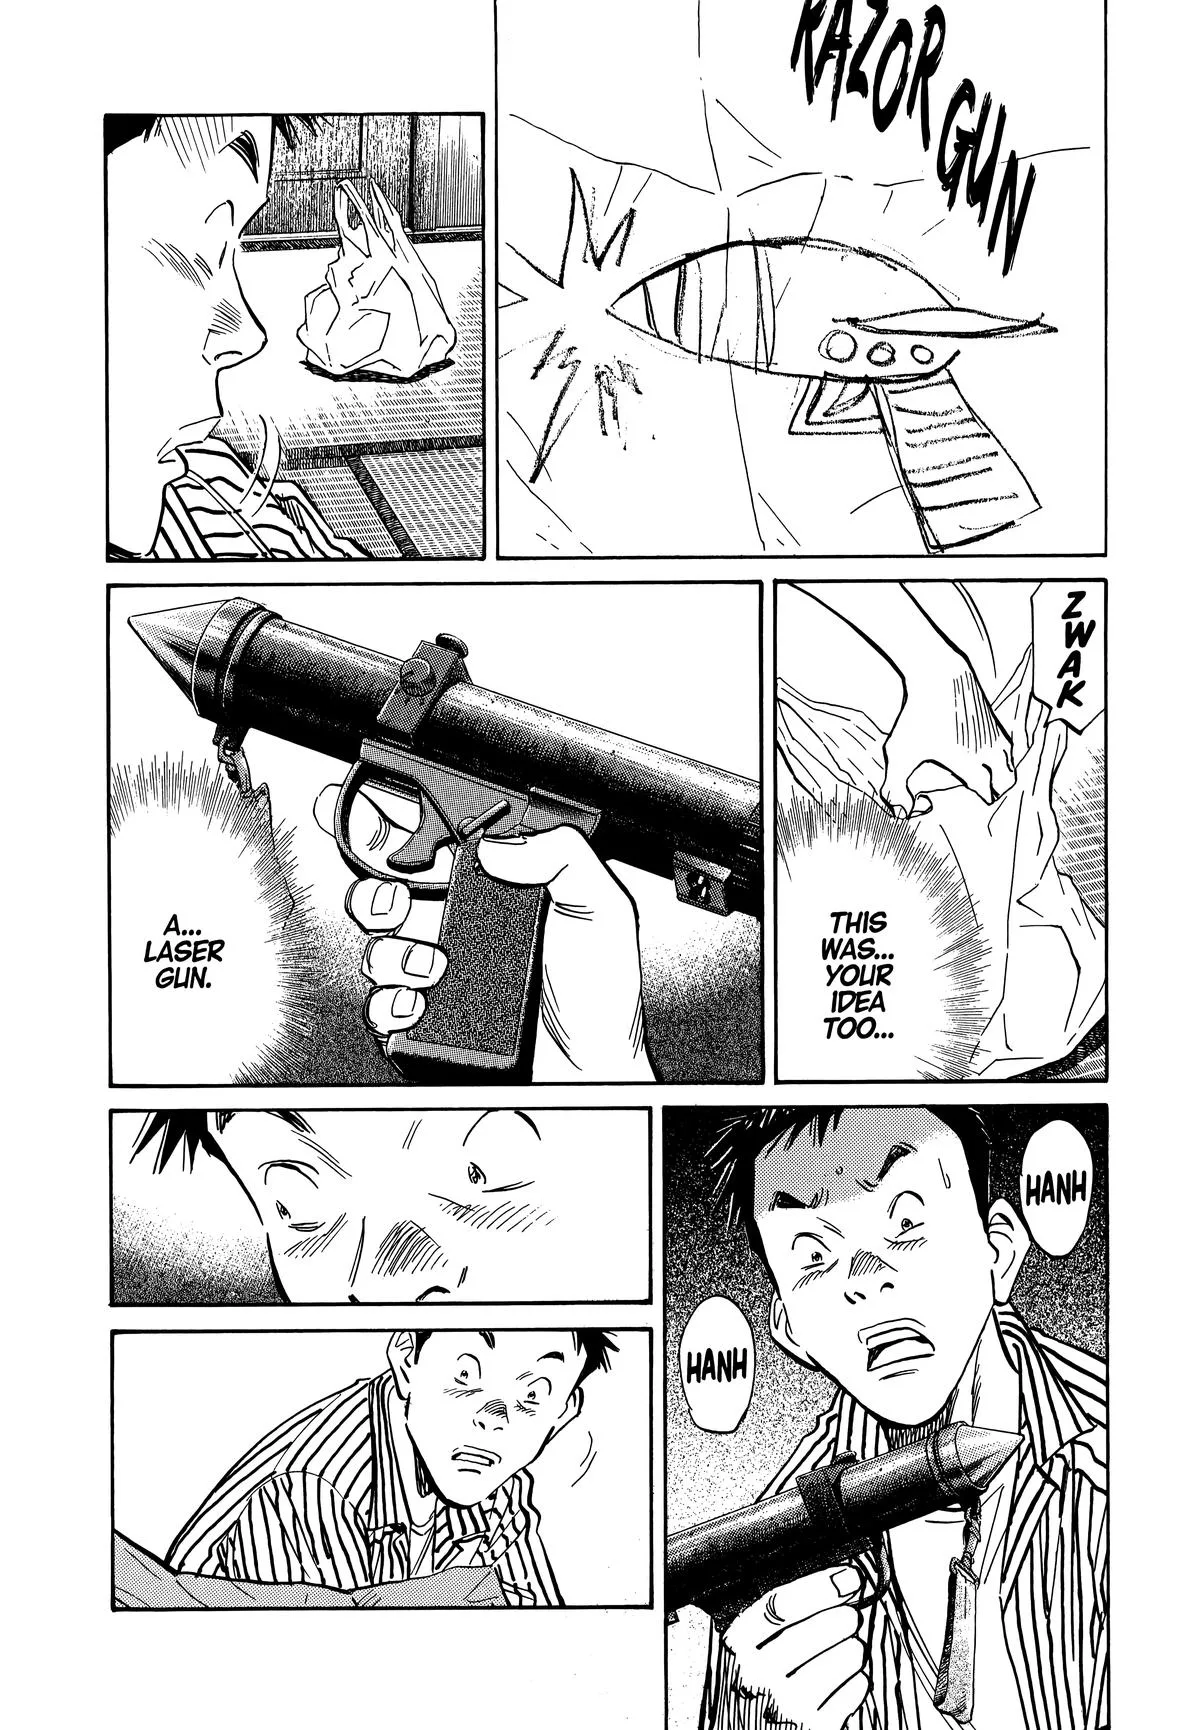 RAZOR GUN
ZWAK
THIS
WAS...
YOUR
IDEA
TOO...
A...
LASER
GUN.
HANH
HANH